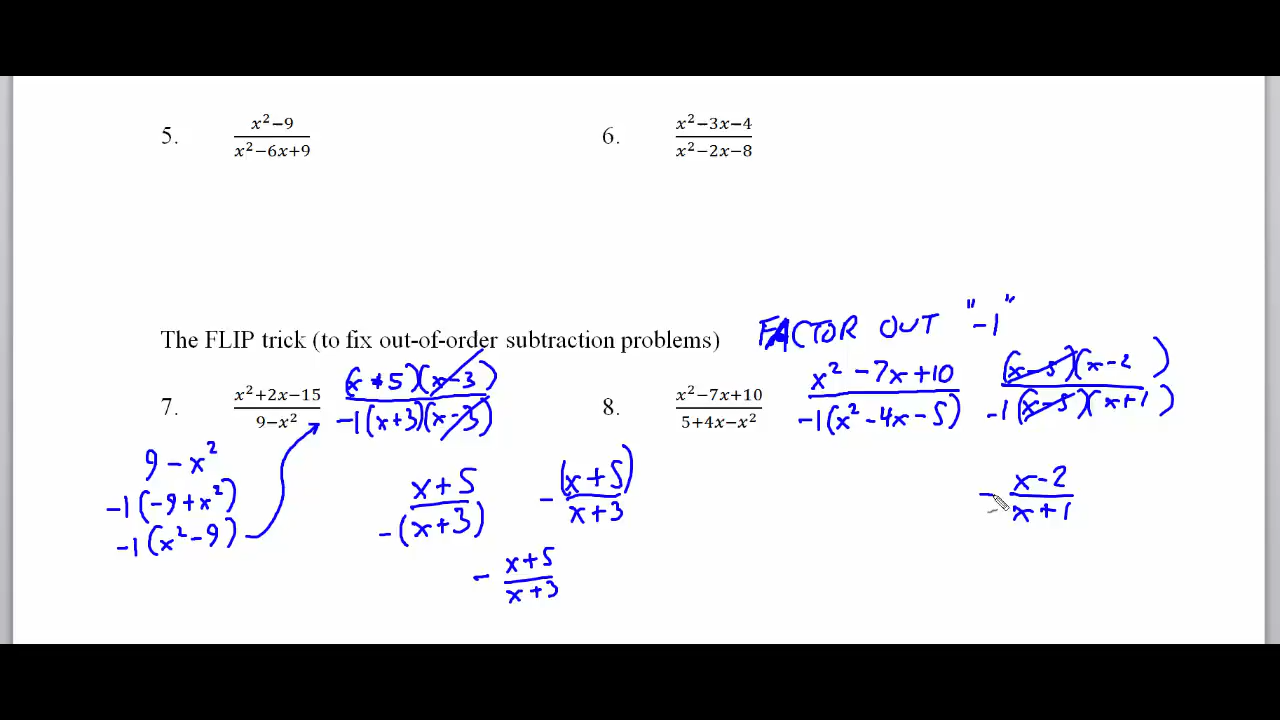 5. x²−9 / x²−6x+9
6. x²−3x−4 / x²−2x−8
The FLIP trick (to fix out-of-order subtraction problems)
FACTOR OUT "-1"
7. x²+2x−15 / 9−x²
(x+5)(x-3) / -1(x+3)(x-3)
9-x²
-1(-9+x²)
-1(x²-9)
x+5 / -(x+3)
-(x+5) / x+3
- x+5 / x+3
8. x²−7x+10 / 5+4x−x²
x²-7x+10 / -1(x²-4x-5)
(x-5)(x-2) / -1(x-5)(x+1)
- x-2 / x+1